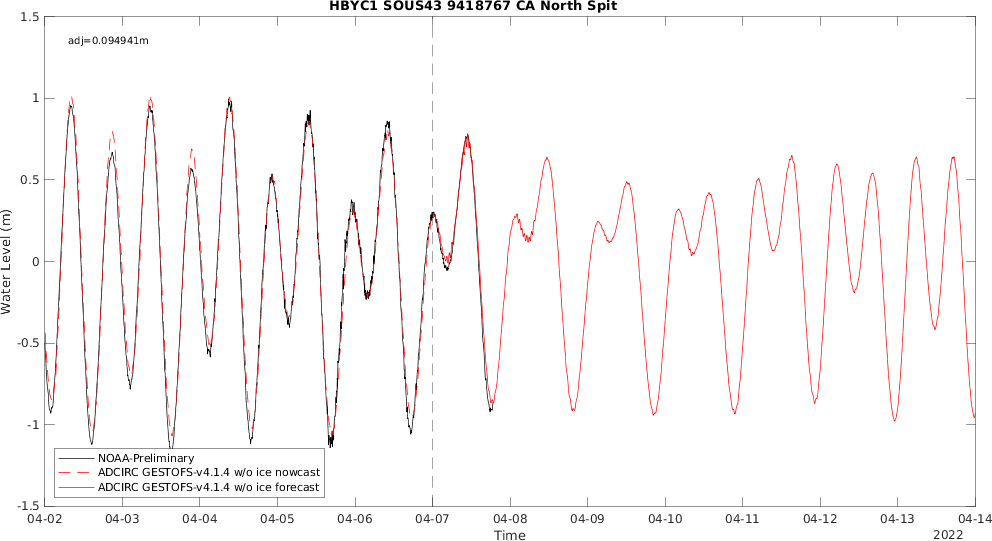 HBYC1 SOUS43 9418767 CA North Spit
adj=0.094941m
1.5
1
0.5
0
-0.5
-1
-1.5
Water Level (m)
NOAA-Preliminary
ADCIRC GESTOFS-v4.1.4 w/o ice nowcast
ADCIRC GESTOFS-v4.1.4 w/o ice forecast
04-02 04-03 04-04 04-05 04-06 04-07 04-08 04-09 04-10 04-11 04-12 04-13 04-14
Time
2022